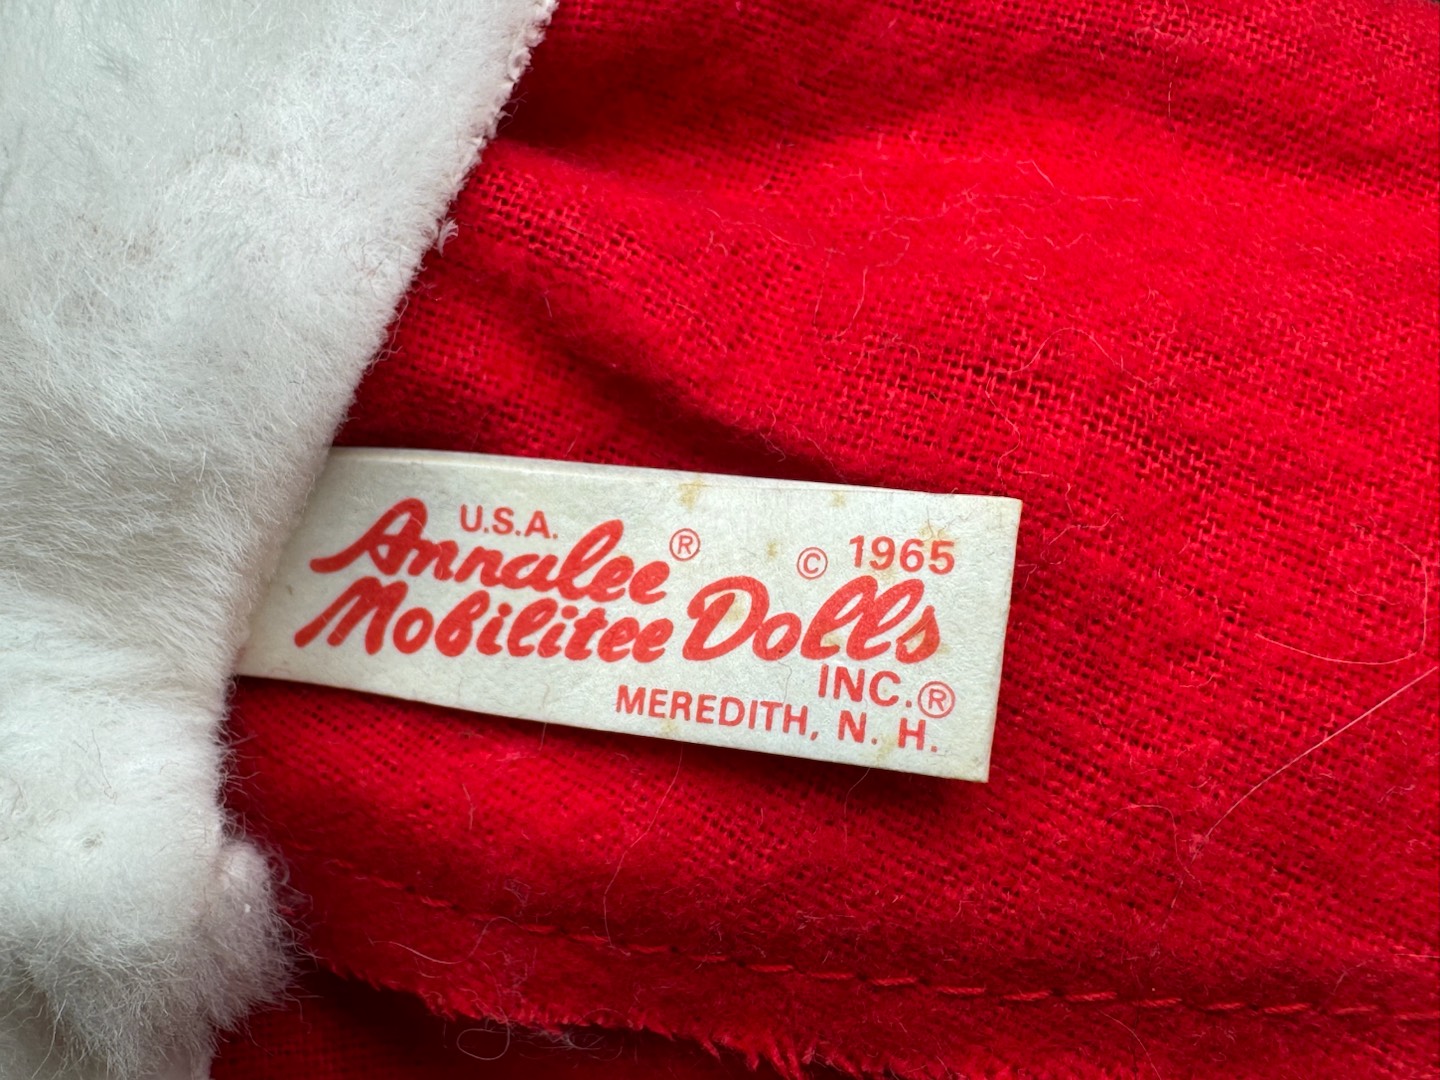 U.S.A.
Annalee ® © 1965
Mobilitee Dolls
INC.®
MEREDITH, N. H.